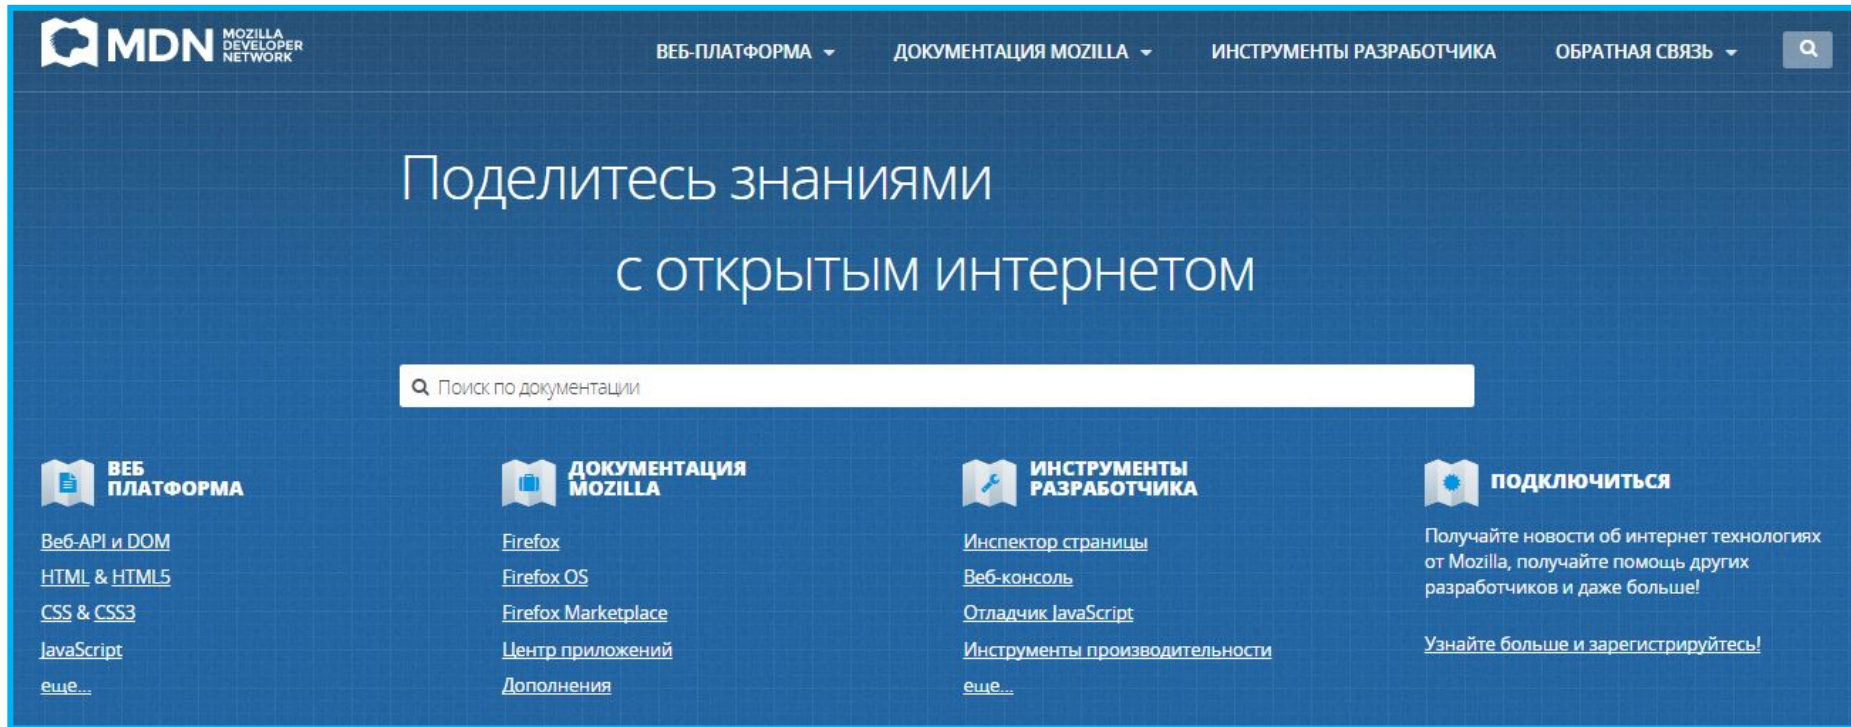 MDN MOZILLA
DEVELOPER
NETWORK
ВЕБ-ПЛАТФОРМА
ДОКУМЕНТАЦИЯ MOZILLA
ИНСТРУМЕНТЫ РАЗРАБОТЧИКА
ОБРАТНАЯ СВЯЗЬ
Поделитесь знаниями
с открытым интернетом
Поиск по документации
ВЕБ
ПЛАТФОРМА
Веб-API и DOM
HTML & HTML5
CSS & CSS3
JavaScript
еще...
ДОКУМЕНТАЦИЯ
MOZILLA
Firefox
Firefox OS
Firefox Marketplace
Центр приложений
Дополнения
ИНСТРУМЕНТЫ
РАЗРАБОТЧИКА
Инспектор страницы
Веб-консоль
Отладчик JavaScript
Инструменты производительности
еще...
ПОДКЛЮЧИТЬСЯ
Получайте новости об интернет технологиях
от Mozilla, получайте помощь других
разработчиков и даже больше!
Узнайте больше и зарегистрируйтесь!